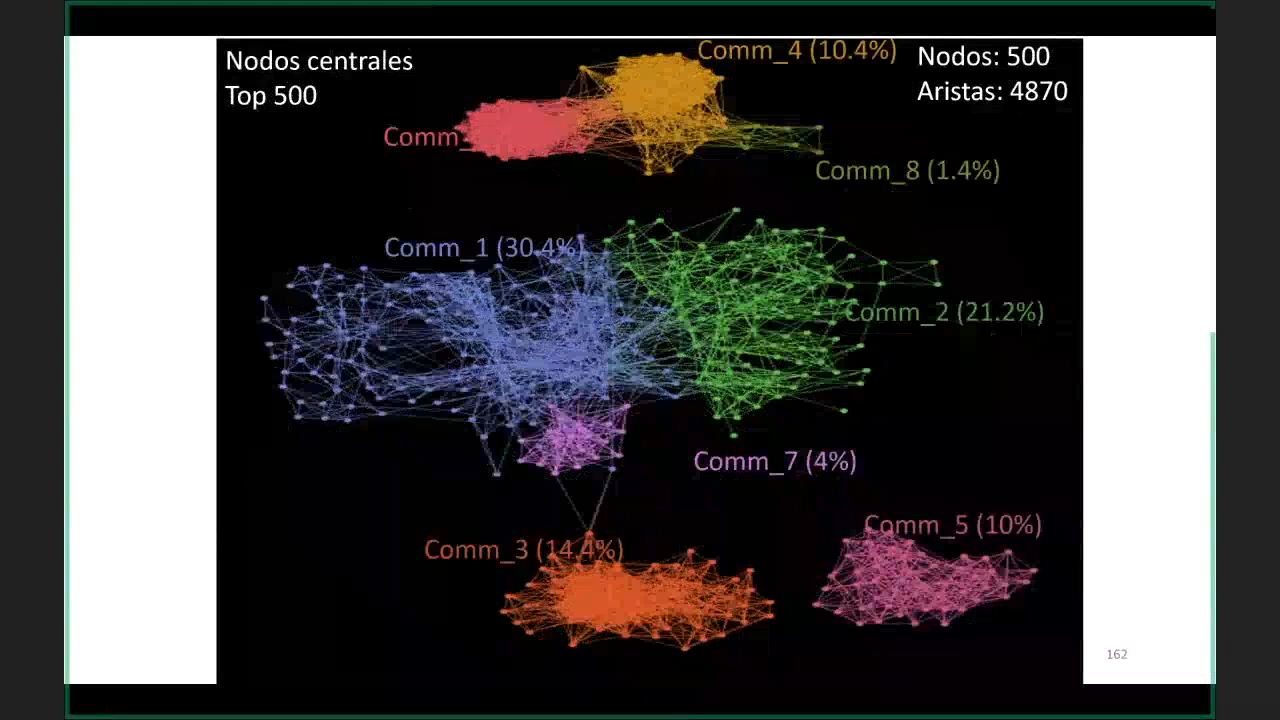 Nodos centrales
Top 500
Comm_4 (10.4%)
Nodos: 500
Aristas: 4870
Comm_
Comm_8 (1.4%)
Comm_1 (30.4%)
Comm_2 (21.2%)
Comm_7 (4%)
Comm_5 (10%)
Comm_3 (14.4%)
162